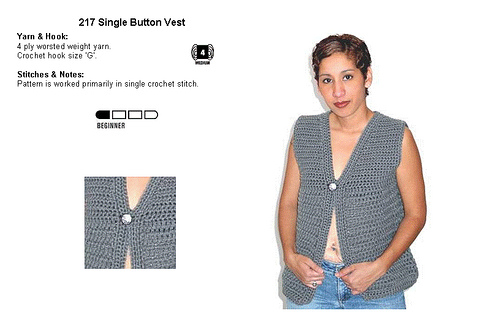 217 Single Button Vest
Yarn & Hook:
4 ply worsted weight yarn.
Crochet hook size "G".
4
MEDIUM
Stitches & Notes:
Pattern is worked primarily in single crochet stitch.
BEGINNER